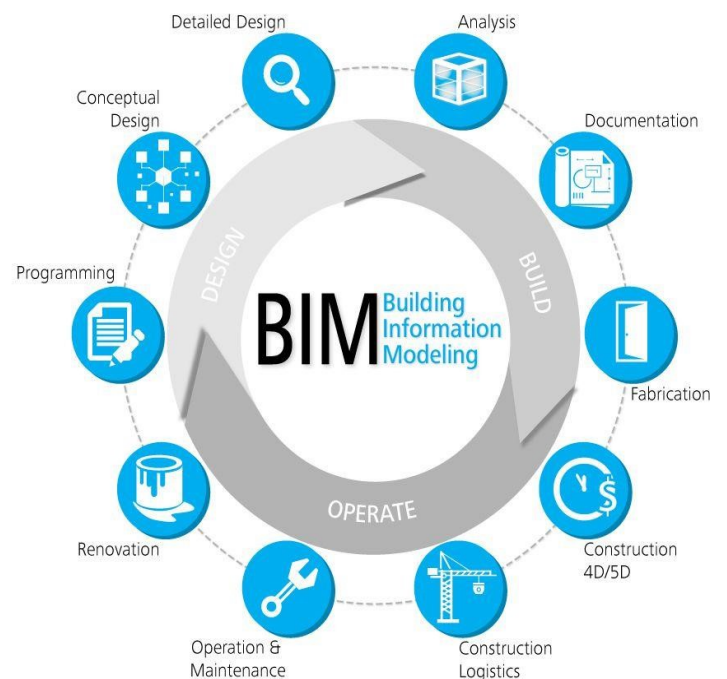 Detailed Design
Analysis
Conceptual
Design
Documentation
Programming
DESIGN
BUILD
BIM
Building
Information
Modeling
Fabrication
OPERATE
Renovation
Construction
4D/5D
Operation &
Maintenance
Construction
Logistics
$